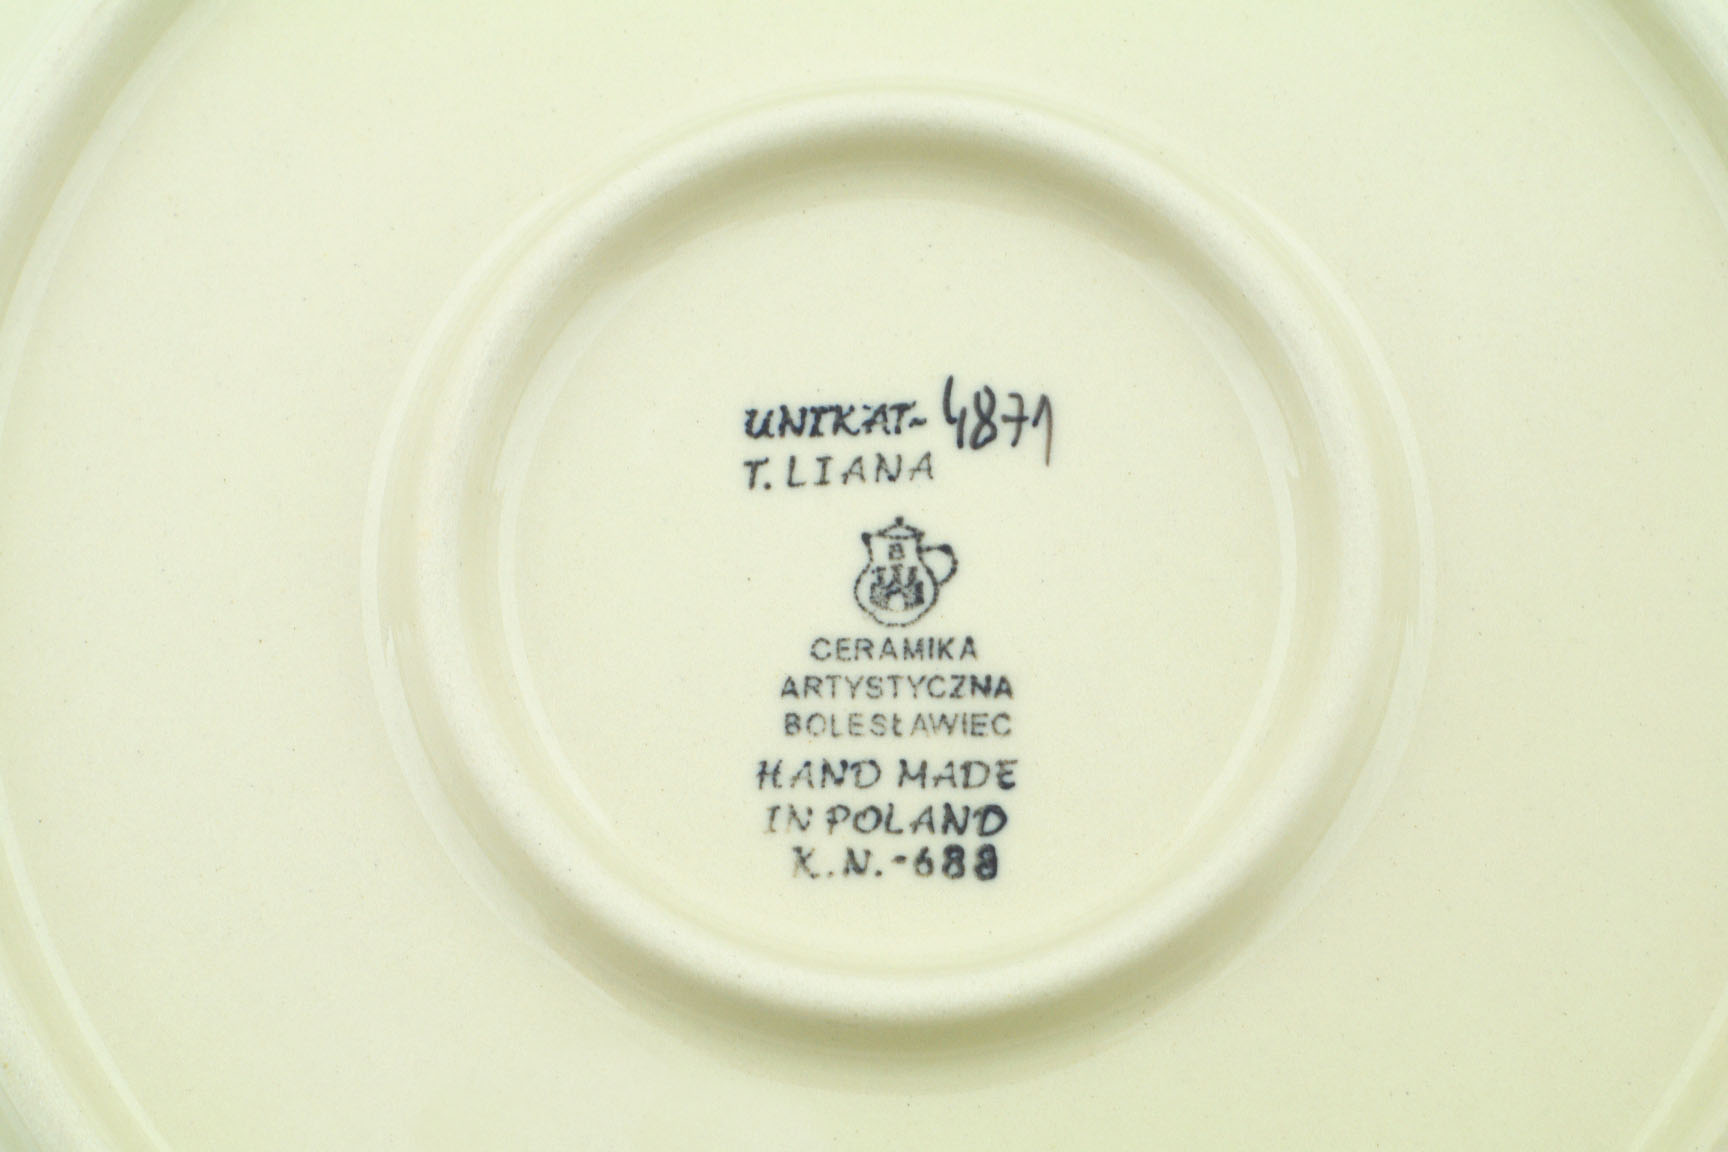 UNIKAT- 4871
T. LIANA
B
CERAMIKA
ARTYSTYCZNA
BOLESŁAWIEC
HAND MADE
IN POLAND
K.N.-688